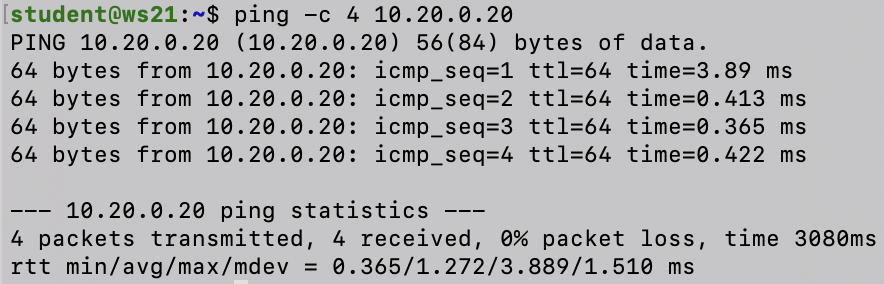 [student@ws21:~$ ping -c 4 10.20.0.20
PING 10.20.0.20 (10.20.0.20) 56(84) bytes of data.
64 bytes from 10.20.0.20: icmp_seq=1 ttl=64 time=3.89 ms
64 bytes from 10.20.0.20: icmp_seq=2 ttl=64 time=0.413 ms
64 bytes from 10.20.0.20: icmp_seq=3 ttl=64 time=0.365 ms
64 bytes from 10.20.0.20: icmp_seq=4 ttl=64 time=0.422 ms
--- 10.20.0.20 ping statistics ---
4 packets transmitted, 4 received, 0% packet loss, time 3080ms
rtt min/avg/max/mdev = 0.365/1.272/3.889/1.510 ms